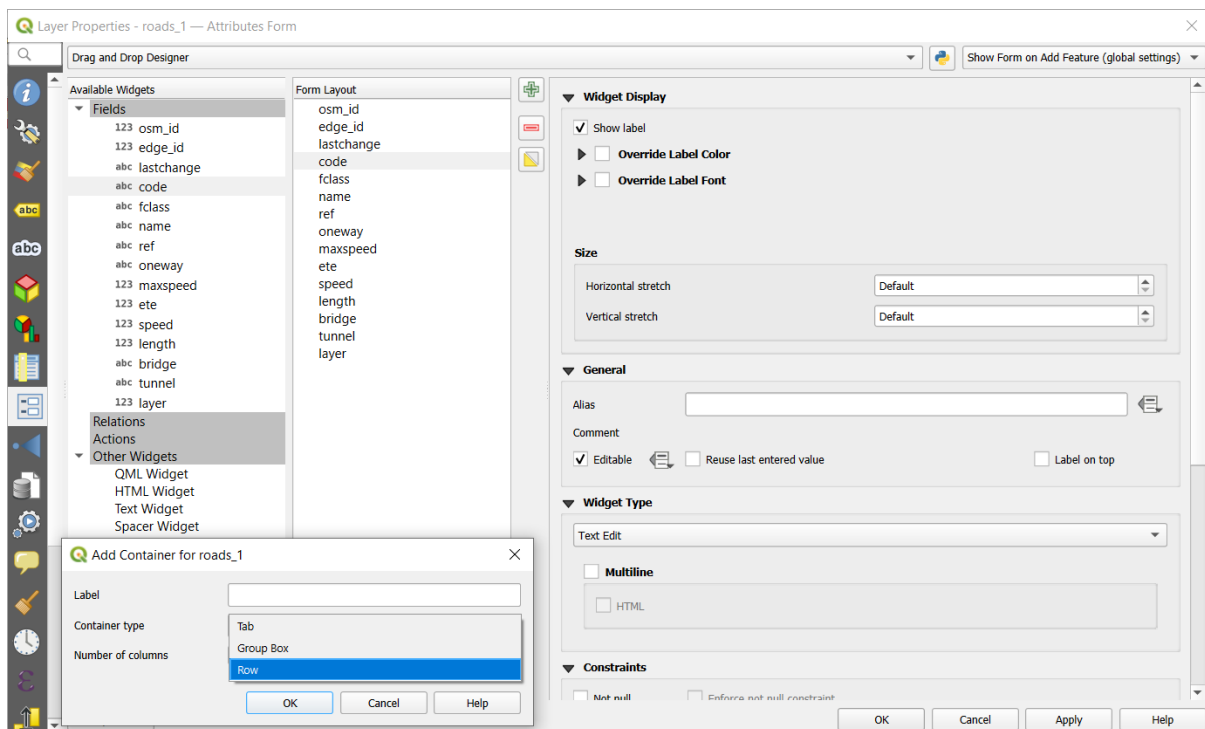 Layer Properties - roads_1 — Attributes Form
Drag and Drop Designer
Show Form on Add Feature (global settings)
Available Widgets
Fields
123 osm_id
123 edge_id
abc lastchange
abc code
abc fclass
abc name
abc ref
abc oneway
123 maxspeed
123 ete
123 speed
123 length
abc bridge
abc tunnel
123 layer
Relations
Actions
Other Widgets
QML Widget
HTML Widget
Text Widget
Spacer Widget
Form Layout
osm_id
edge_id
lastchange
code
fclass
name
ref
oneway
maxspeed
ete
speed
length
bridge
tunnel
layer
Widget Display
Show label
Override Label Color
Override Label Font
Size
Horizontal stretch Default
Vertical stretch Default
General
Alias
Comment
Editable Reuse last entered value Label on top
Widget Type
Text Edit
Multiline
HTML
Constraints
Not null Enforce not null constraint
OK Cancel Apply Help
abc
abc
Add Container for roads_1
Label
Container type
Tab
Group Box
Number of columns
Row
OK Cancel Help